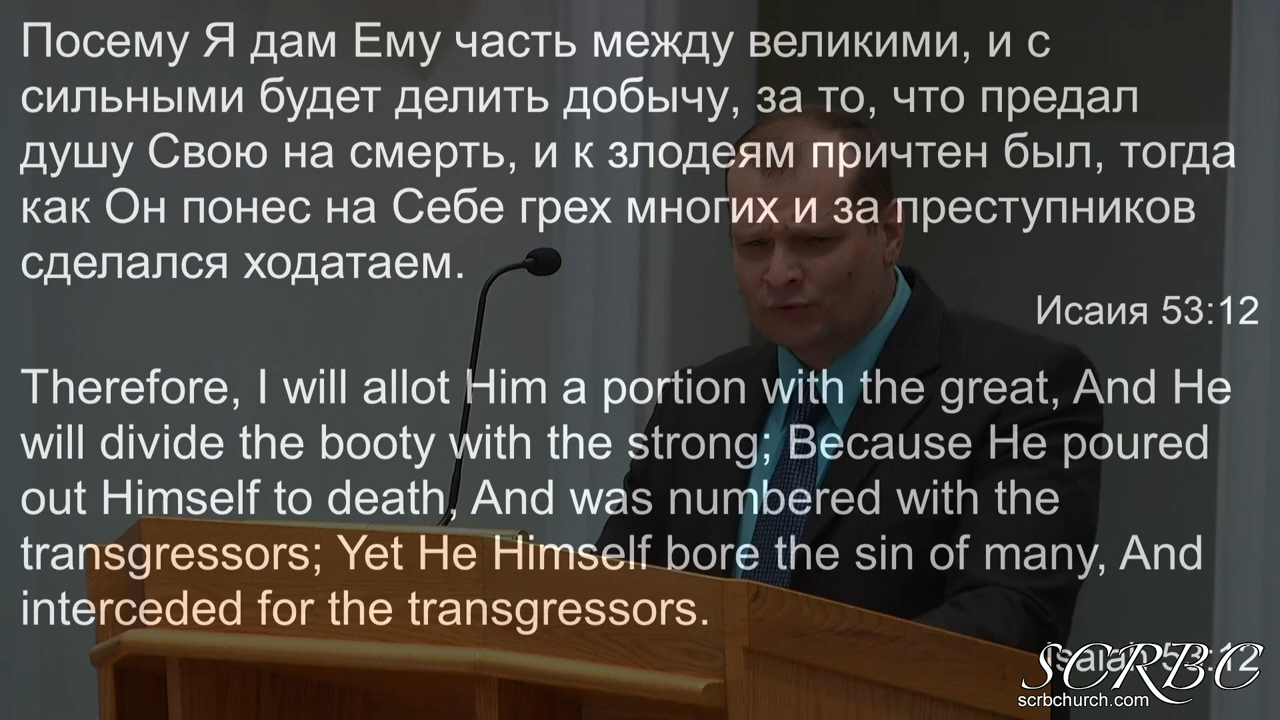 Посему Я дам Ему часть между великими, и с
сильными будет делить добычу, за то, что предал
душу Свою на смерть, и к злодеям причтен был, тогда
как Он понес на Себе грех многих и за преступников
сделался ходатаем.
Исаия 53:12
Therefore, I will allot Him a portion with the great, And He
will divide the booty with the strong; Because He poured
out Himself to death, And was numbered with the
transgressors; Yet He Himself bore the sin of many, And
interceded for the transgressors.
Isaiah 53:12
SCRBC
scrbchurch.com